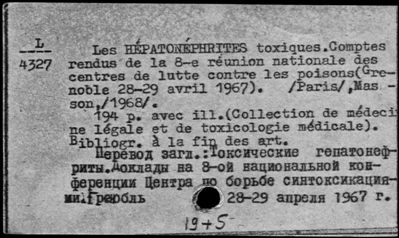 L
4327
Les HÉPATONÉPHRITES toxiques.Comptes
rendus de la 8-e réunion nationale des
centres de lutte contre les poisons(Gre-
noble 28-29 avril 1967). /Paris/,Mas
son,/1968/.
194 p. avec ill.(Collection de médeci
ne légale et de toxicologie médicale).
Bibliogr. à la fin des art.
Перевод загл.:Токсические гепатонеф-
риты.Доклады на 8-ой национальной кон-
ференции Центра по борьбе синтоксикация-
ми.Гренобль 28-29 апреля 1967 г.
19+5